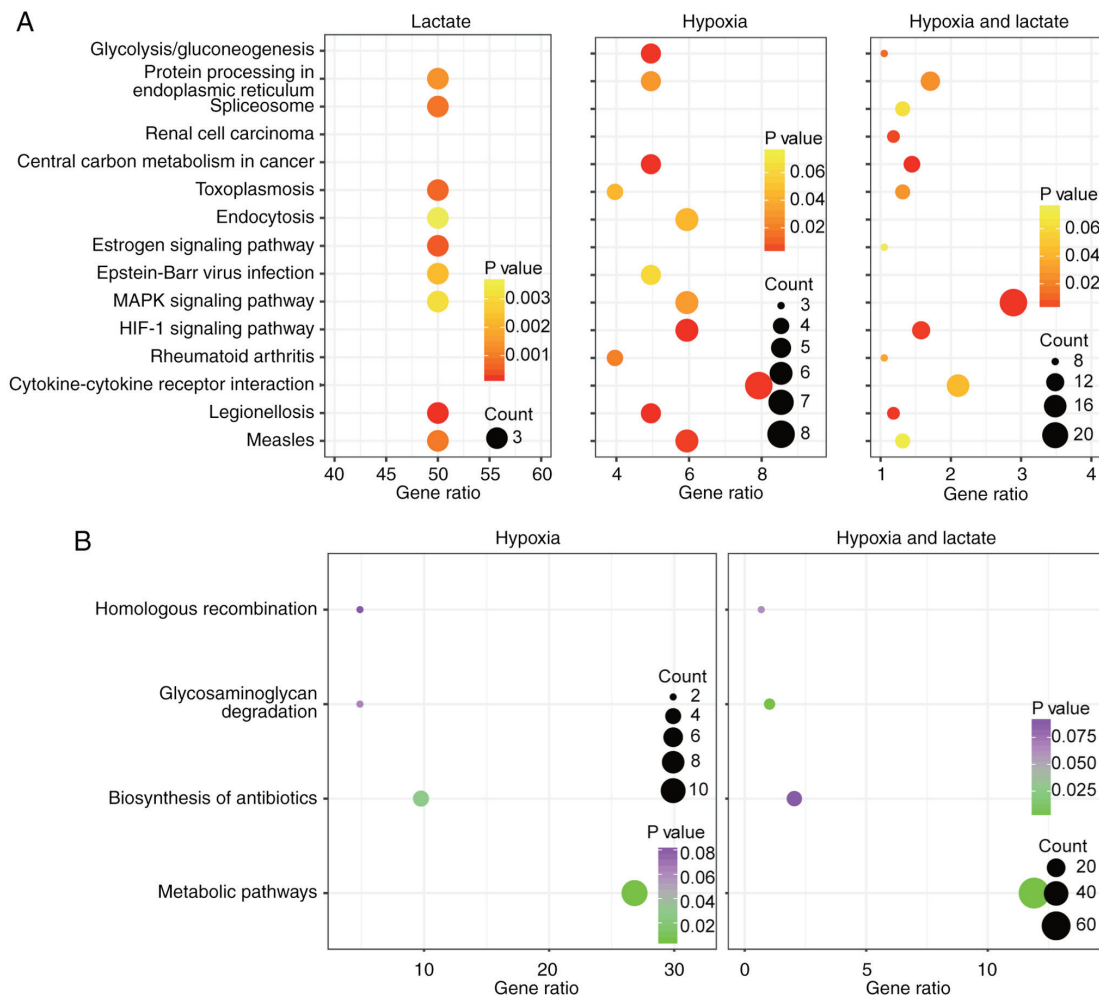 A
Lactate
Hypoxia
Hypoxia and lactate
Glycolysis/gluconeogenesis
Protein processing in
endoplasmic reticulum
Spliceosome
Renal cell carcinoma
Central carbon metabolism in cancer
Toxoplasmosis
Endocytosis
Estrogen signaling pathway
Epstein-Barr virus infection
MAPK signaling pathway
HIF-1 signaling pathway
Rheumatoid arthritis
Cytokine-cytokine receptor interaction
Legionellosis
Measles
P value
0.003
0.002
0.001
Count
3
40 45 50 55 60
Gene ratio
P value
0.06
0.04
0.02
Count
3
4
5
6
7
8
4 6 8
Gene ratio
P value
0.06
0.04
0.02
Count
8
12
16
20
1 2 3 4
Gene ratio
B
Hypoxia
Hypoxia and lactate
Homologous recombination
Glycosaminoglycan
degradation
Biosynthesis of antibiotics
Metabolic pathways
Count
2
4
6
8
10
P value
0.08
0.06
0.04
0.02
10 20 30
Gene ratio
P value
0.075
0.050
0.025
Count
20
40
60
0 5 10
Gene ratio